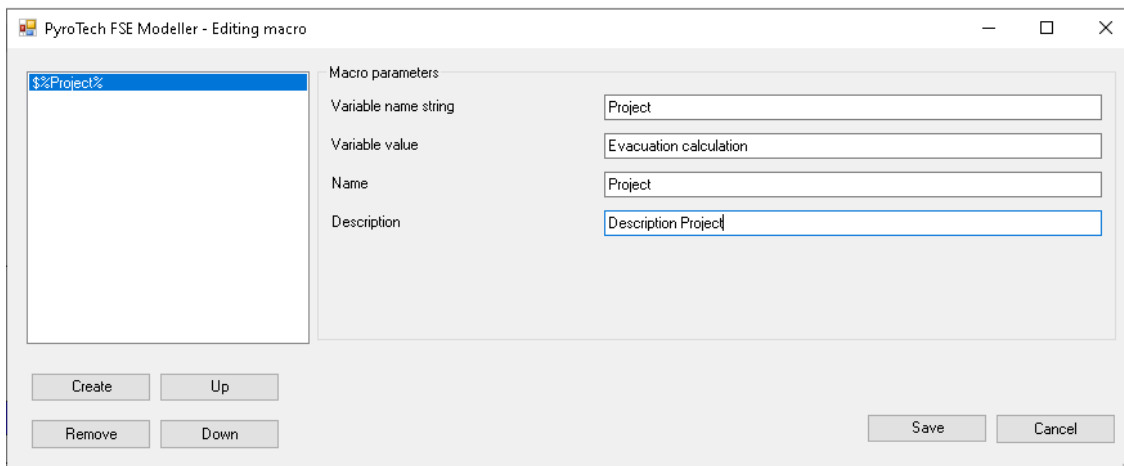 PyroTech FSE Modeller - Editing macro
$%Project%
Macro parameters
Variable name string Project
Variable value Evacuation calculation
Name Project
Description Description Project
Create Up
Remove Down
Save Cancel